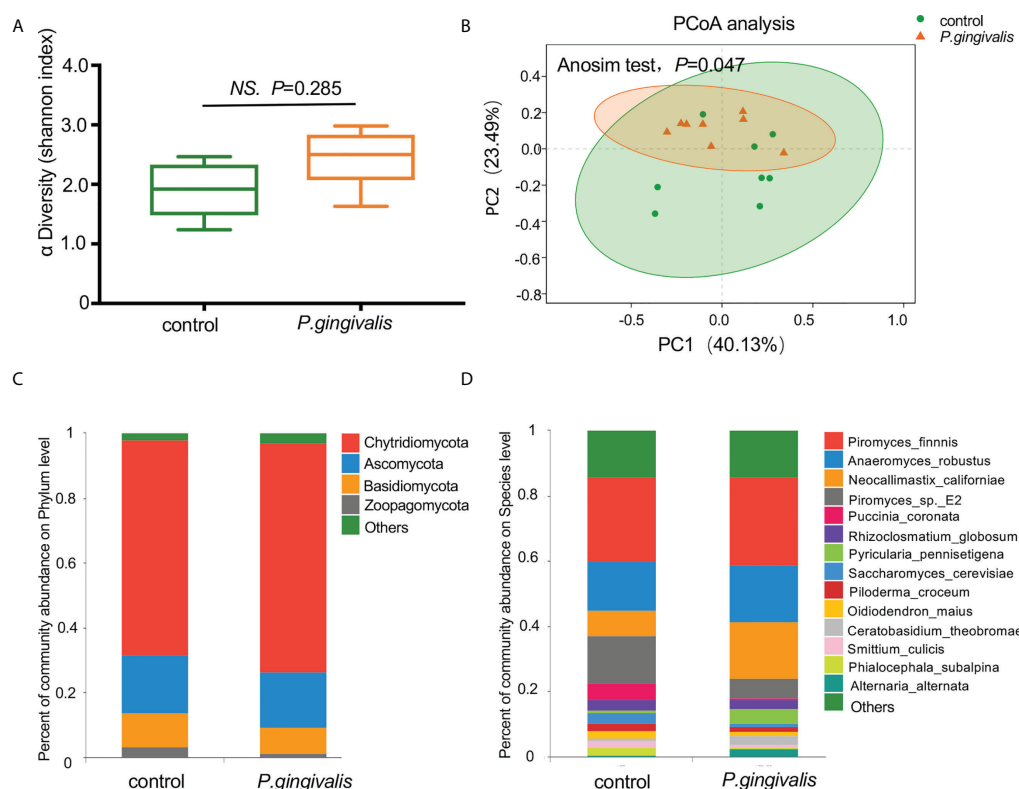 A
4.0
3.0
2.0
1.0
0
α Diversity (shannon index)
NS. P=0.285
control
P.gingivalis
B
PCoA analysis
control
P.gingivalis
Anosim test，P=0.047
0.4
0.2
0.0
-0.2
-0.4
-0.6
-0.8
PC2 (23.49%)
-0.5
0.0
0.5
1.0
PC1 (40.13%)
C
1
0.8
0.6
0.4
0.2
0
Percent of community abundance on Phylum level
control
P.gingivalis
Chytridiomycota
Ascomycota
Basidiomycota
Zoopagomycota
Others
D
1
0.8
0.6
0.4
0.2
0
Percent of community abundance on Species level
control
P.gingivalis
Piromyces_finnnis
Anaeromyces_robustus
Neocallimastix_californiae
Piromyces_sp._E2
Puccinia_coronata
Rhizoclosmatium_globosum
Pyricularia_pennisetigena
Saccharomyces_cerevisiae
Piloderma_croceum
Oidiodendron_maius
Ceratobasidium_theobromae
Smittium_culicis
Phialocephala_subalpina
Alternaria_alternata
Others